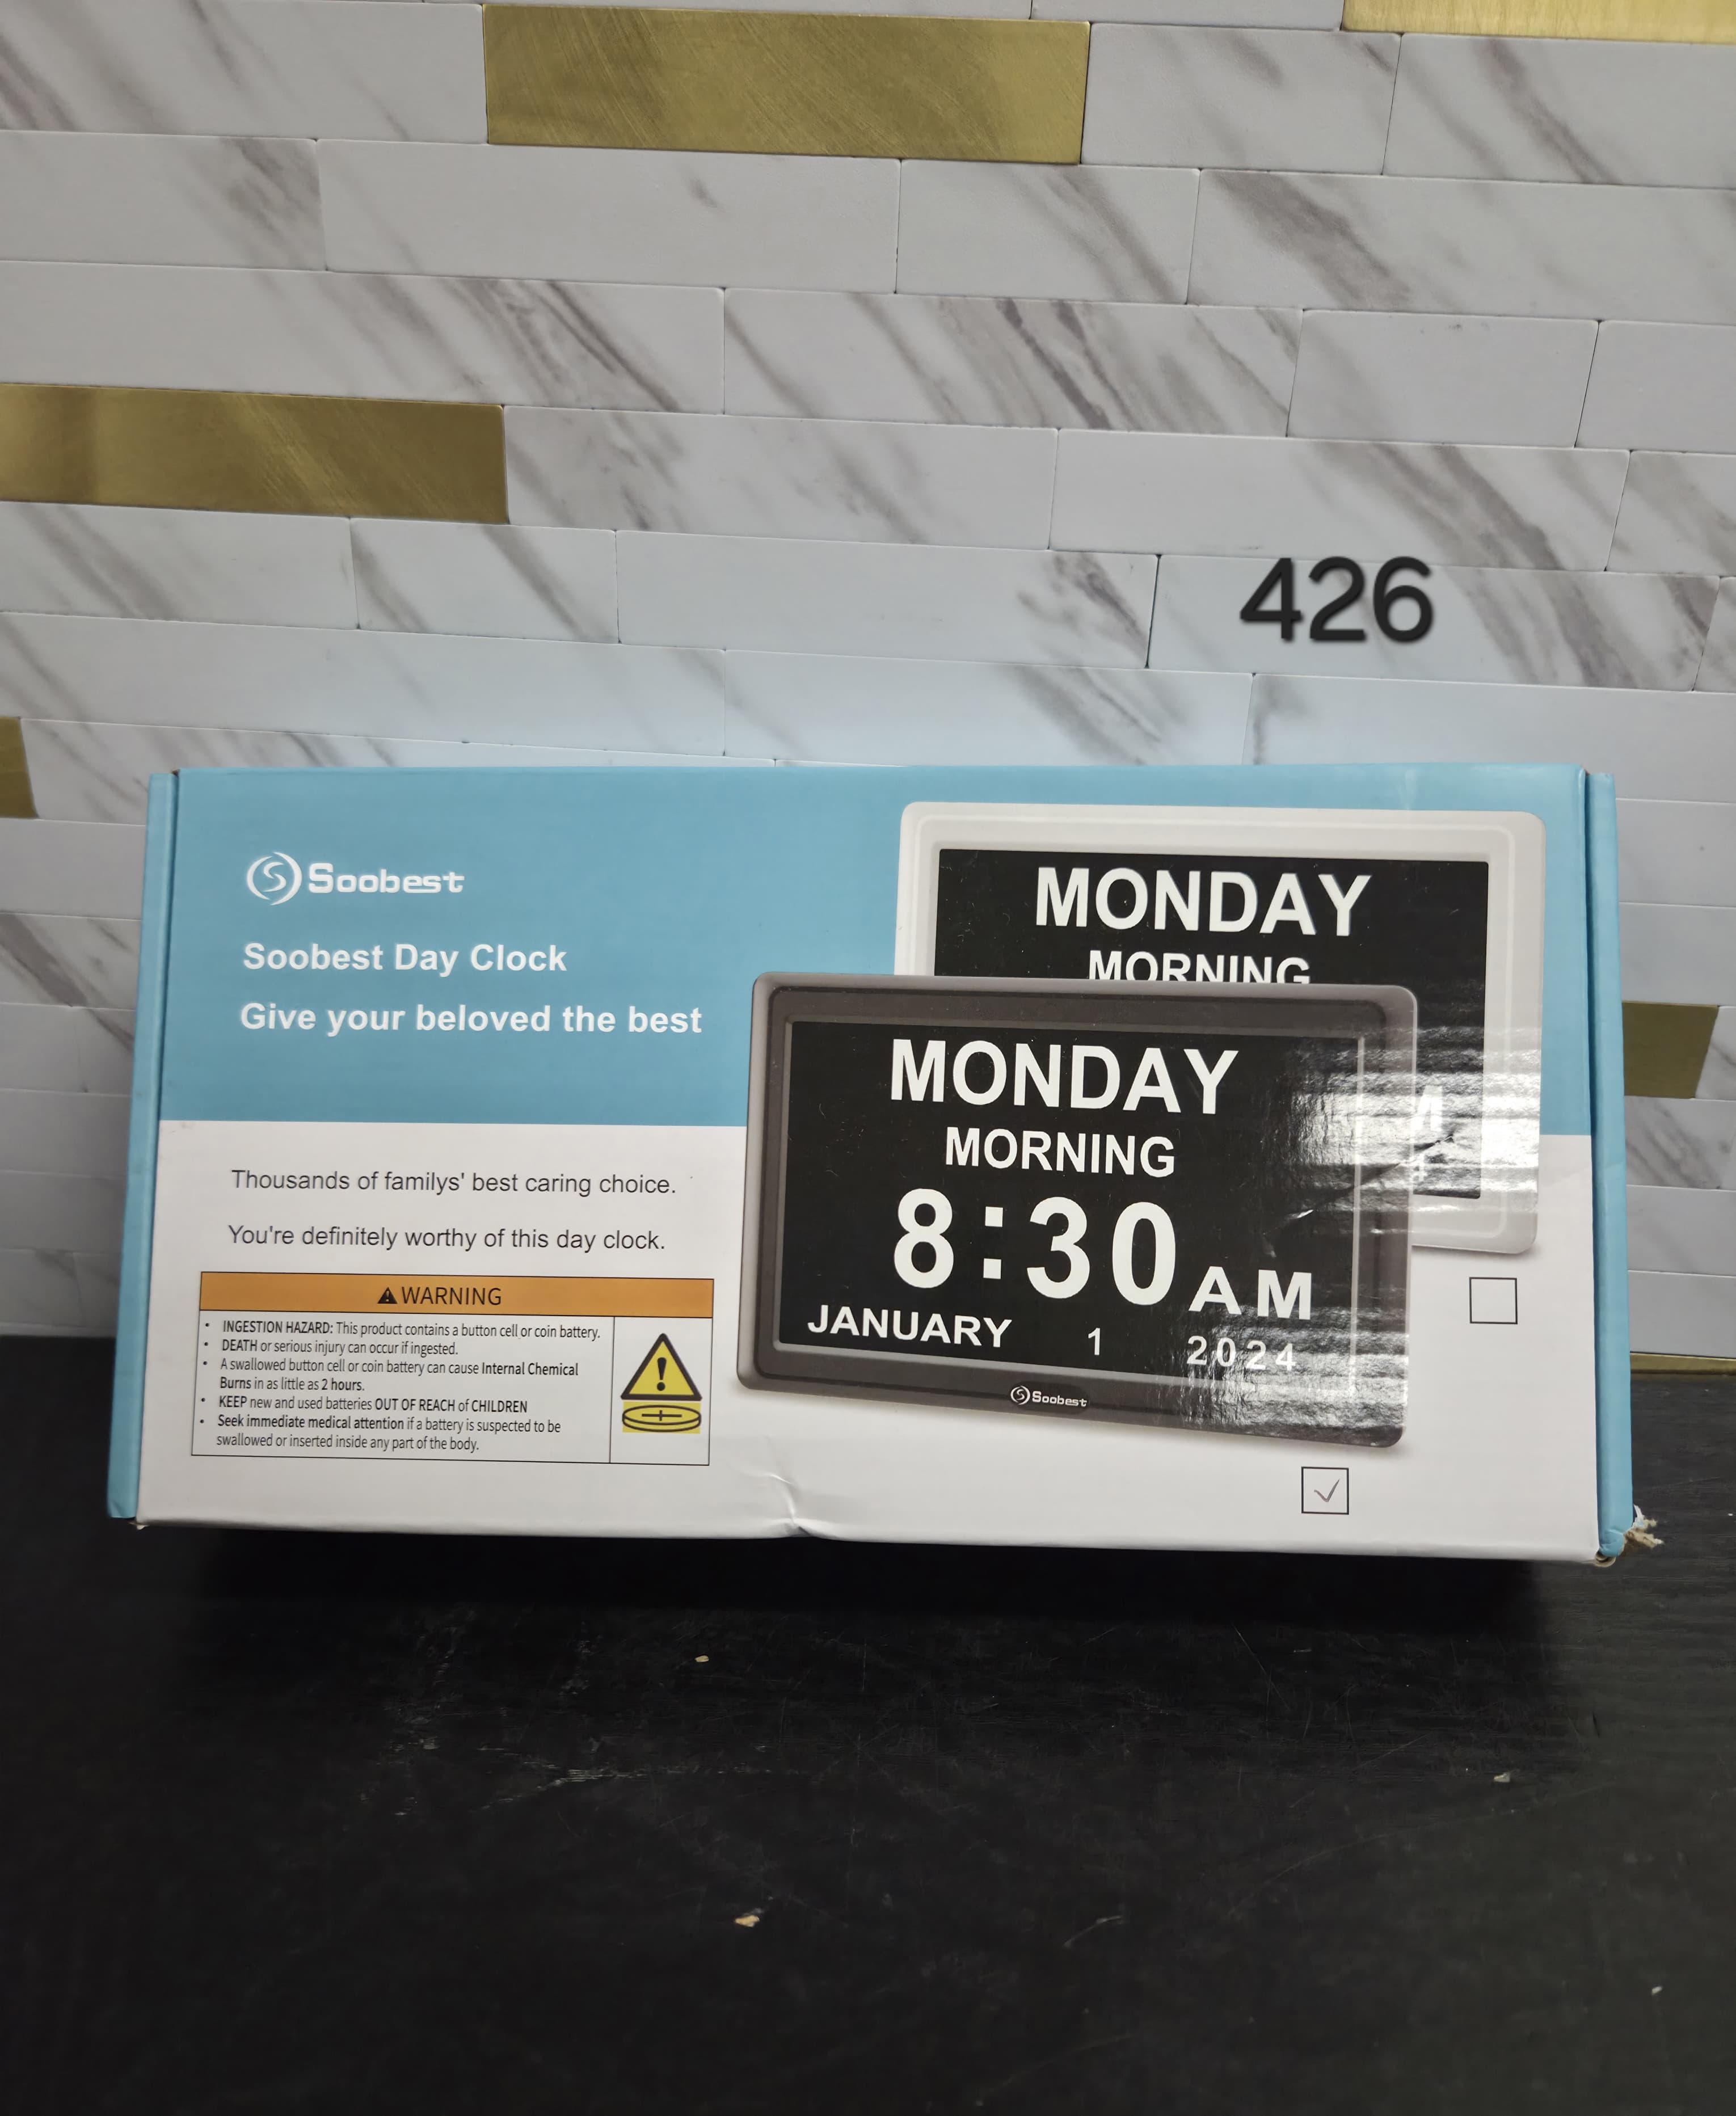 426
Soobest
Soobest Day Clock
Give your beloved the best
Thousands of familys' best caring choice.
You're definitely worthy of this day clock.
WARNING
INGESTION HAZARD: This product contains a button cell or coin battery.
DEATH or serious injury can occur if ingested.
A swallowed button cell or coin battery can cause Internal Chemical
Burns in as little as 2 hours.
KEEP new and used batteries OUT OF REACH of CHILDREN
Seek immediate medical attention if a battery is suspected to be
swallowed or inserted inside any part of the body.
MONDAY
MORNING
MONDAY
MORNING
8:30 AM
JANUARY 1 2024
Soobest